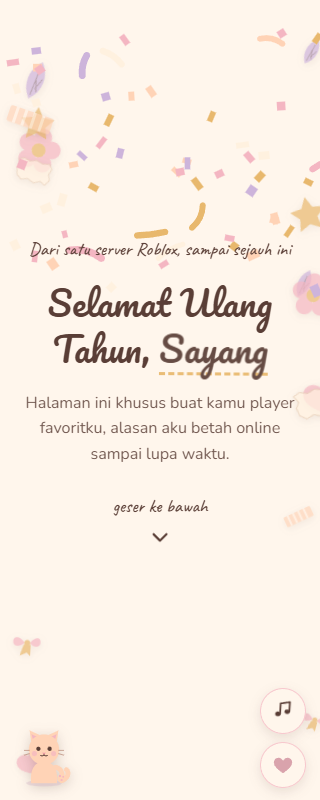 Dari satu server Roblox, sampai sejauh ini
Selamat Ulang
Tahun, Sayang
Halaman ini khusus buat kamu player
favoritku, alasan aku betah online
sampai lupa waktu.
geser ke bawah